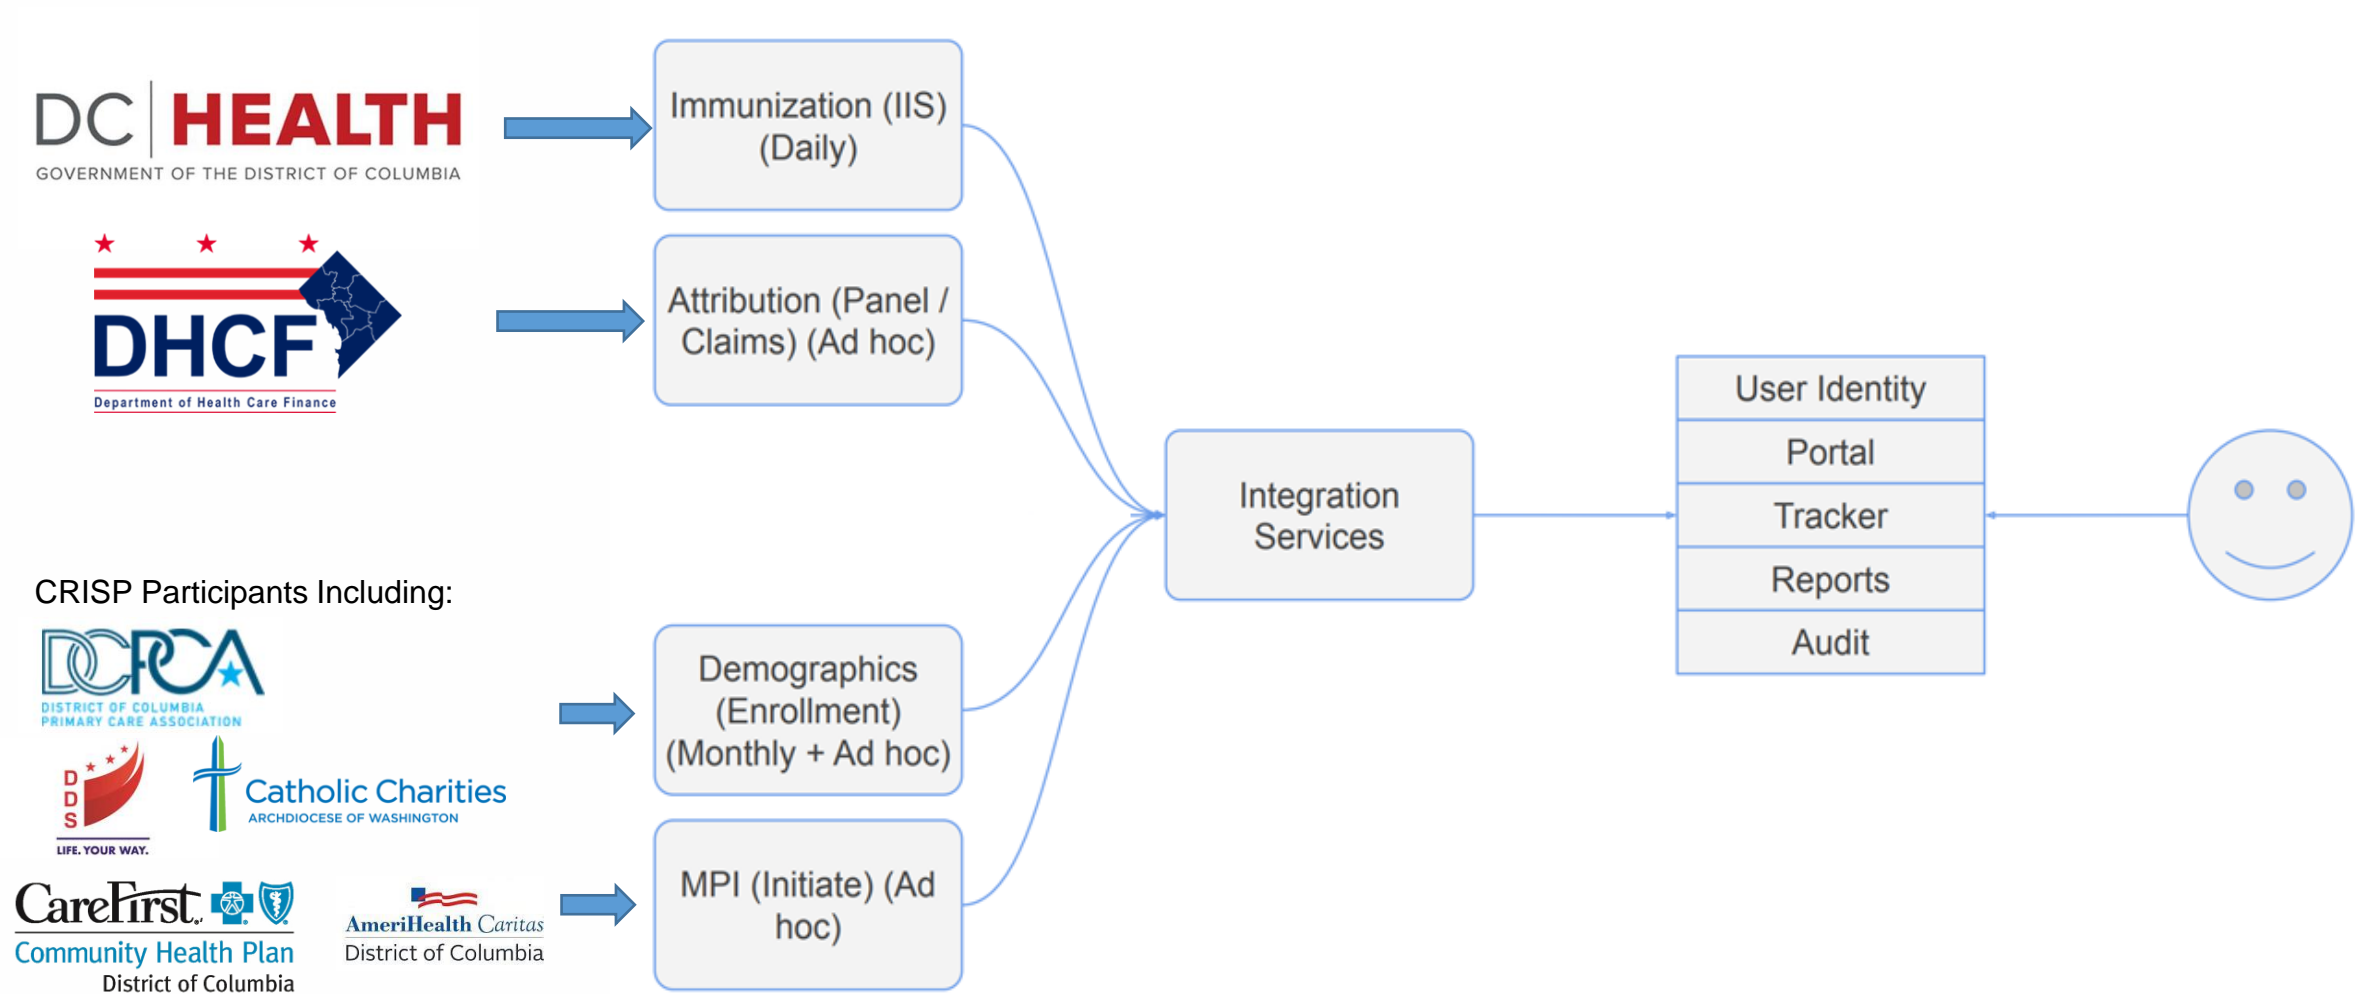 DC HEALTH
GOVERNMENT OF THE DISTRICT OF COLUMBIA
DHCF
Department of Health Care Finance
CRISP Participants Including:
DCPCA
DISTRICT OF COLUMBIA
PRIMARY CARE ASSOCIATION
DDS
LIFE. YOUR WAY.
Catholic Charities
ARCHDIOCESE OF WASHINGTON
CareFirst.
Community Health Plan
District of Columbia
AmeriHealth Caritas
District of Columbia
Immunization (IIS)
(Daily)
Attribution (Panel /
Claims) (Ad hoc)
Demographics
(Enrollment)
(Monthly + Ad hoc)
MPI (Initiate) (Ad
hoc)
Integration
Services
User Identity
Portal
Tracker
Reports
Audit